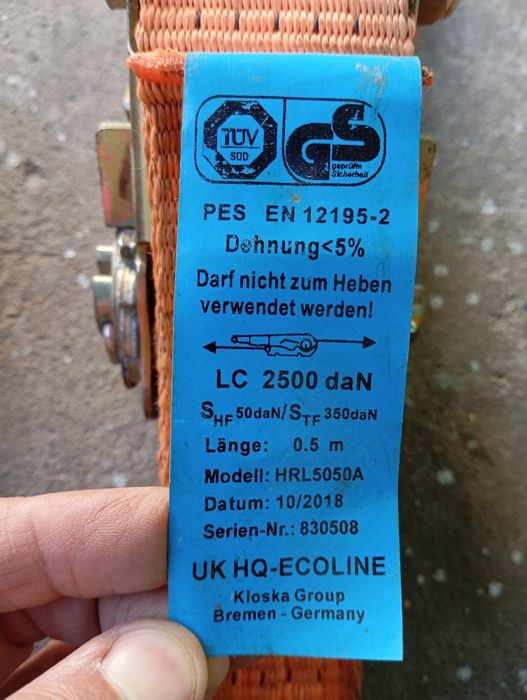 TÜV
SÜD
GS
geprüfte
Sicherheit
PES EN 12195-2
Dehnung<5%
Darf nicht zum Heben
verwendet werden!
LC 2500 daN
SHF 50daN/STF 350daN
Länge: 0.5 m
Modell: HRL5050A
Datum: 10/2018
Serien-Nr.: 830508
UK HQ-ECOLINE
Kloska Group
Bremen - Germany